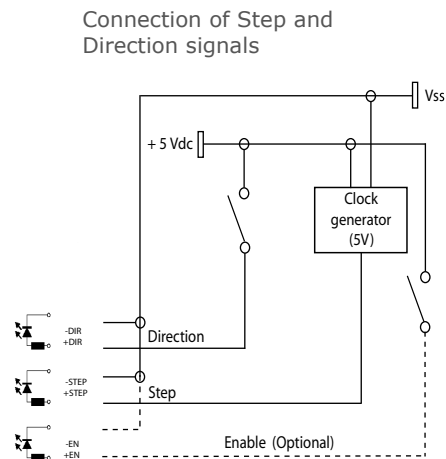 Connection of Step and
Direction signals
Vss
+ 5 Vdc
Clock
generator
(5V)
-DIR
+DIR
Direction
-STEP
+STEP
Step
-EN
+EN
Enable (Optional)